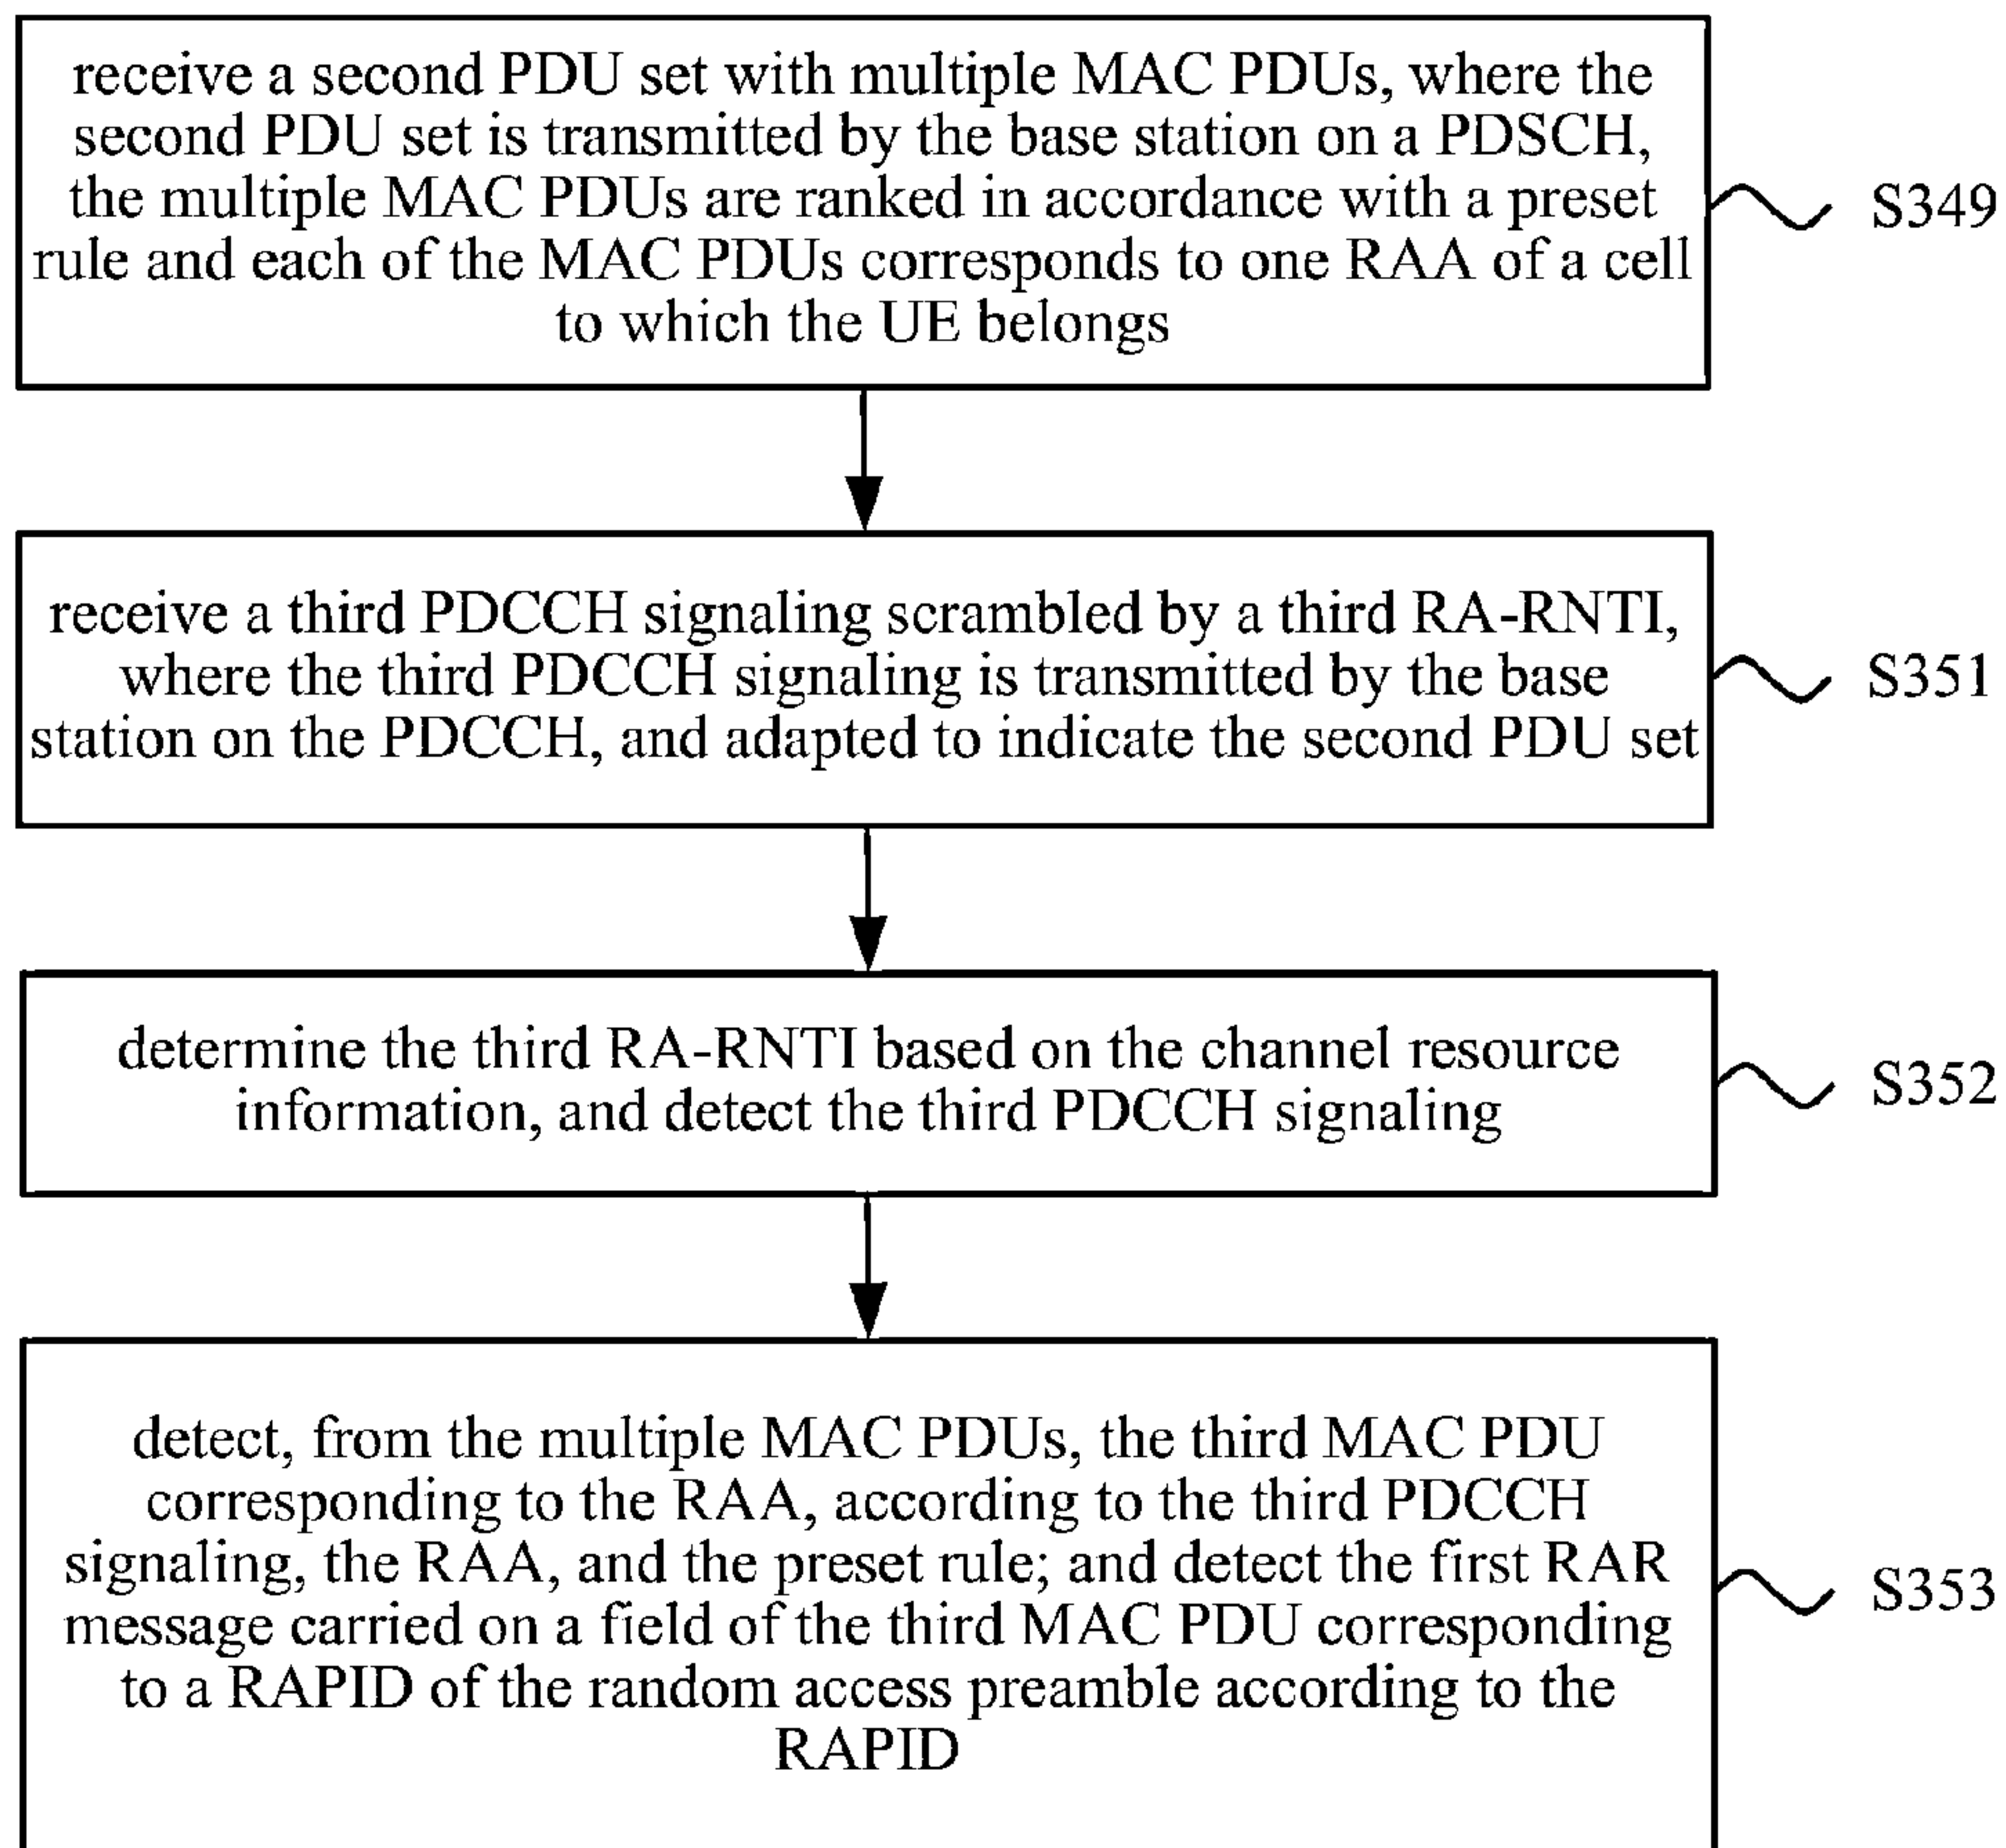 receive a second PDU set with multiple MAC PDUs, where the
second PDU set is transmitted by the base station on a PDSCH,
the multiple MAC PDUs are ranked in accordance with a preset
rule and each of the MAC PDUs corresponds to one RAA of a cell
to which the UE belongs
S349
receive a third PDCCH signaling scrambled by a third RA-RNTI,
where the third PDCCH signaling is transmitted by the base
station on the PDCCH, and adapted to indicate the second PDU set
S351
determine the third RA-RNTI based on the channel resource
information, and detect the third PDCCH signaling
S352
detect, from the multiple MAC PDUs, the third MAC PDU
corresponding to the RAA, according to the third PDCCH
signaling, the RAA, and the preset rule; and detect the first RAR
message carried on a field of the third MAC PDU corresponding
to a RAPID of the random access preamble according to the
RAPID
S353